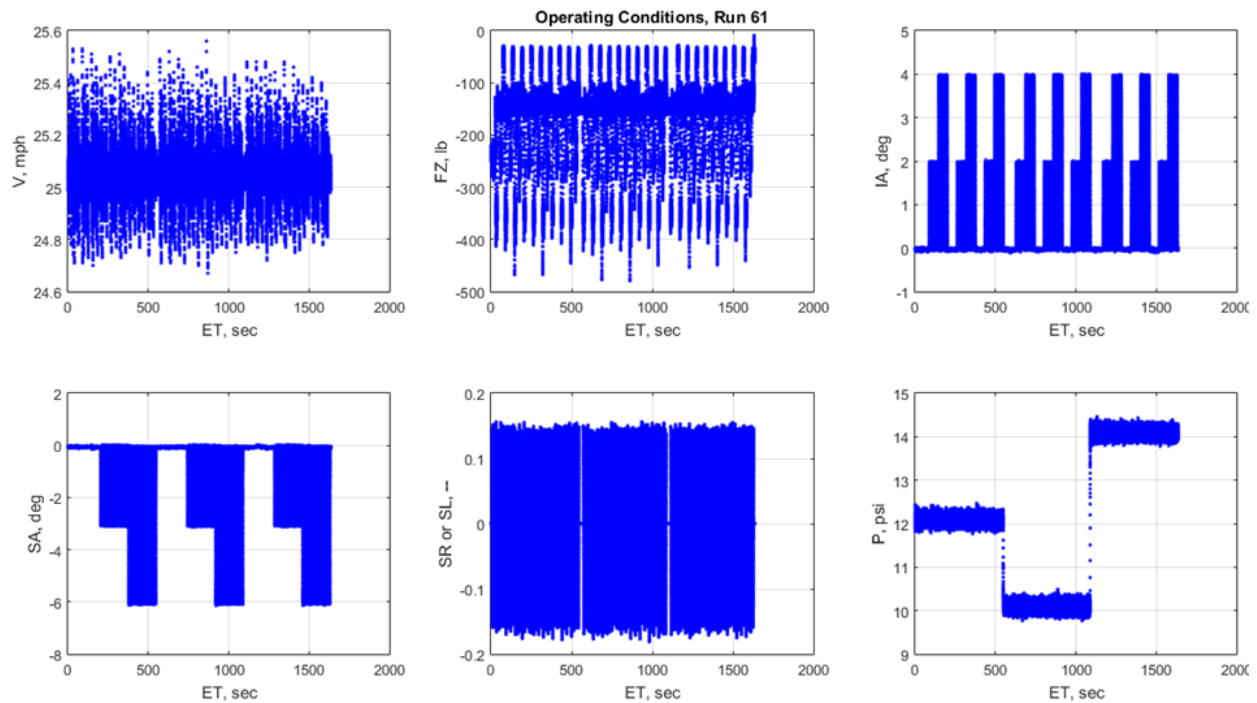 Operating Conditions, Run 61
25.6
25.4
25.2
25
24.8
24.6
V, mph
0 500 1000 1500 2000
ET, sec
0
-100
-200
-300
-400
-500
FZ, lb
0 500 1000 1500 2000
ET, sec
5
4
3
2
1
0
-1
IA, deg
0 500 1000 1500 2000
ET, sec
2
0
-2
-4
-6
-8
SA, deg
0 500 1000 1500 2000
ET, sec
0.2
0.1
0
-0.1
-0.2
SR or SL, --
0 500 1000 1500 2000
ET, sec
15
14
13
12
11
10
9
P, psi
0 500 1000 1500 2000
ET, sec